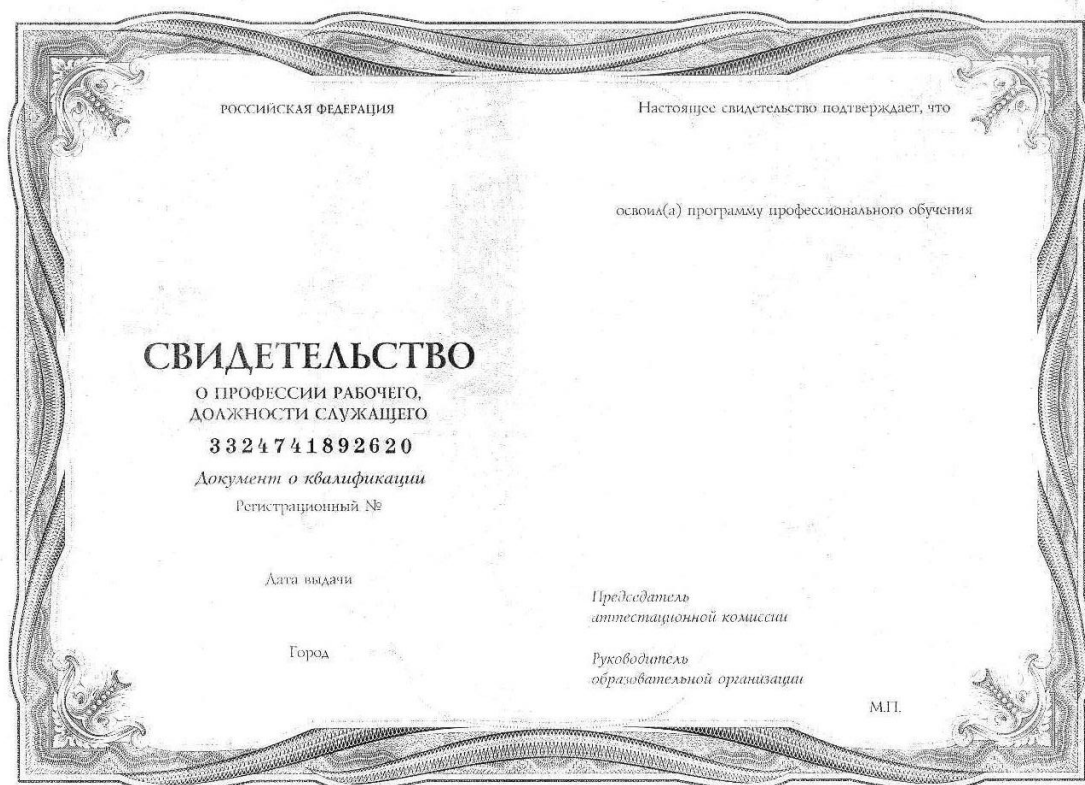 РОССИЙСКАЯ ФЕДЕРАЦИЯ
СВИДЕТЕЛЬСТВО
О ПРОФЕССИИ РАБОЧЕГО,
ДОЛЖНОСТИ СЛУЖАЩЕГО
3324741892620
Документ о квалификации
Регистрационный №
Дата выдачи
Город
Настоящее свидетельство подтверждает, что
освоил(а) программу профессионального обучения
Председатель
аттестационной комиссии
Руководитель
образовательной организации
М.П.